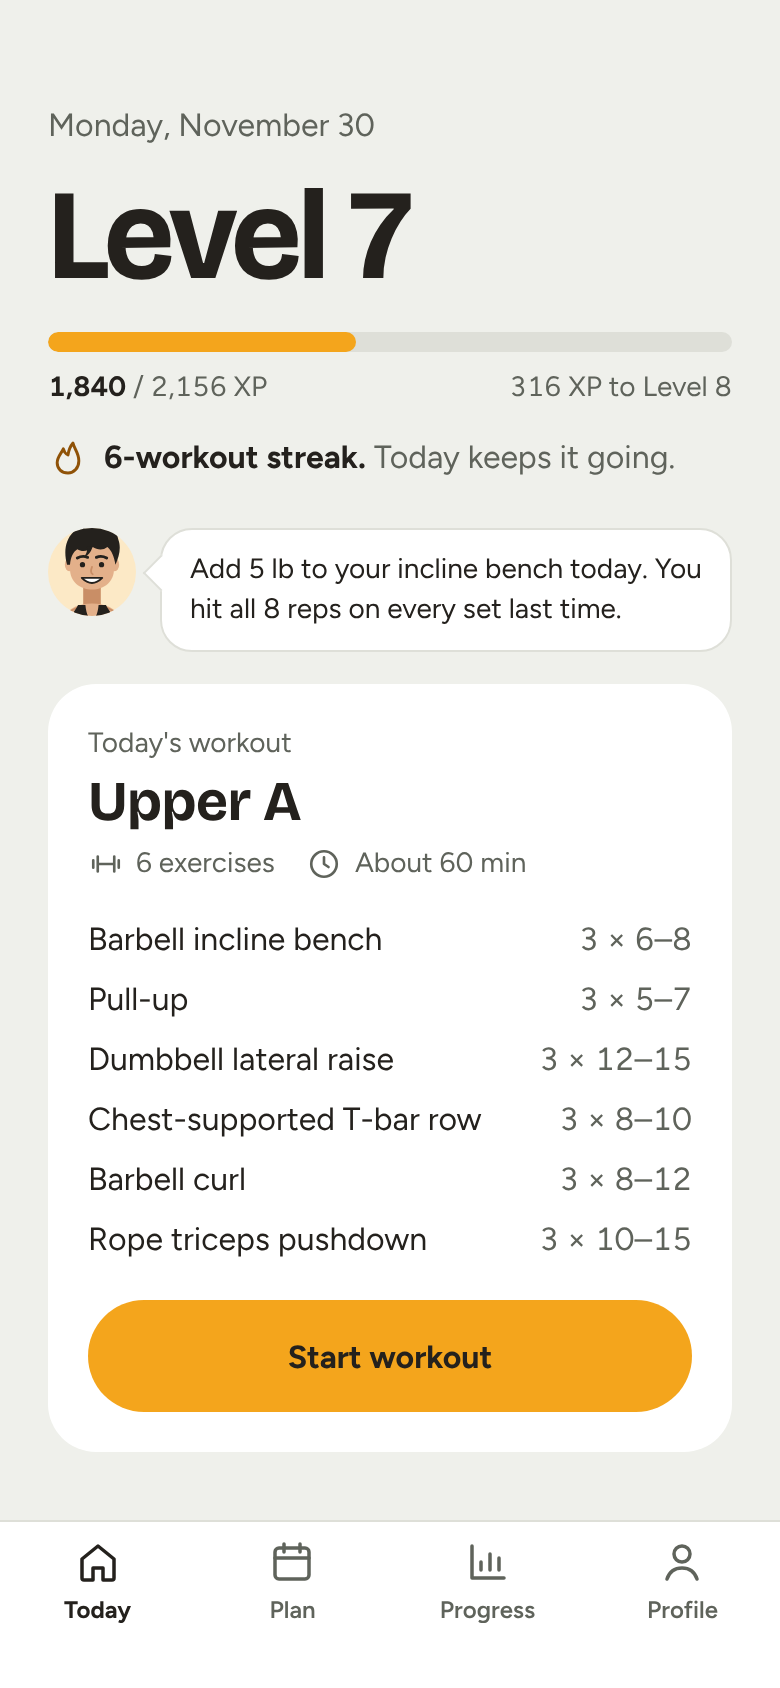 Monday, November 30
Level 7
1,840 / 2,156 XP
316 XP to Level 8
6-workout streak. Today keeps it going.
Add 5 lb to your incline bench today. You
hit all 8 reps on every set last time.
Today's workout
Upper A
6 exercises
About 60 min
Barbell incline bench 3 × 6–8
Pull-up 3 × 5–7
Dumbbell lateral raise 3 × 12–15
Chest-supported T-bar row 3 × 8–10
Barbell curl 3 × 8–12
Rope triceps pushdown 3 × 10–15
Start workout
Today
Plan
Progress
Profile